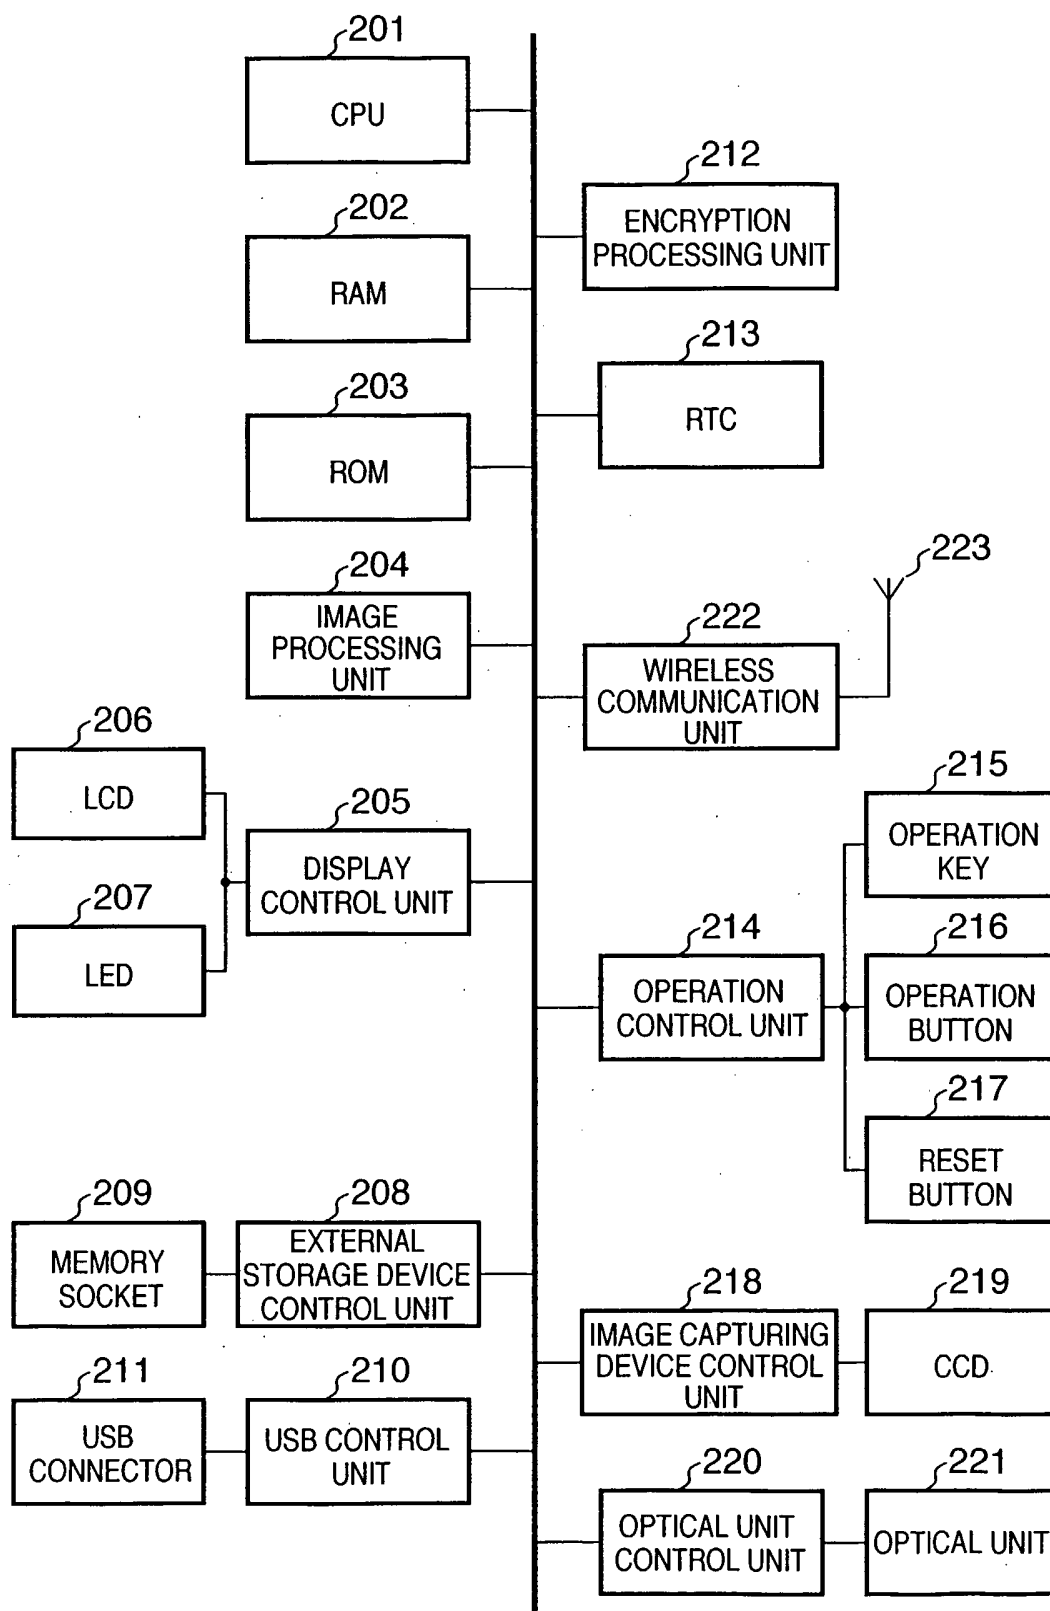 201
CPU
212
ENCRYPTION
PROCESSING UNIT
202
RAM
213
RTC
203
ROM
204
IMAGE
PROCESSING
UNIT
223
222
WIRELESS
COMMUNICATION
UNIT
206
LCD
205
DISPLAY
CONTROL UNIT
207
LED
215
OPERATION
KEY
214
OPERATION
CONTROL UNIT
216
OPERATION
BUTTON
217
RESET
BUTTON
209
MEMORY
SOCKET
208
EXTERNAL
STORAGE DEVICE
CONTROL UNIT
218
IMAGE CAPTURING
DEVICE CONTROL
UNIT
219
CCD
211
USB
CONNECTOR
210
USB CONTROL
UNIT
220
OPTICAL UNIT
CONTROL UNIT
221
OPTICAL UNIT